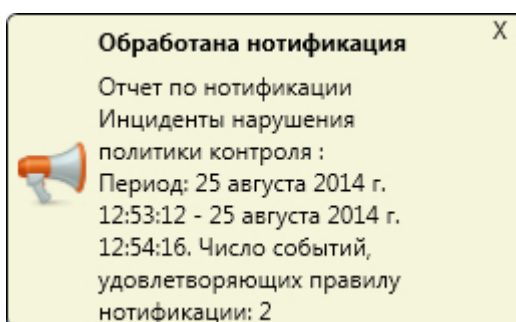 Обработана нотификация
X
Отчет по нотификации
Инциденты нарушения
политики контроля :
Период: 25 августа 2014 г.
12:53:12 - 25 августа 2014 г.
12:54:16. Число событий,
удовлетворяющих правилу
нотификации: 2